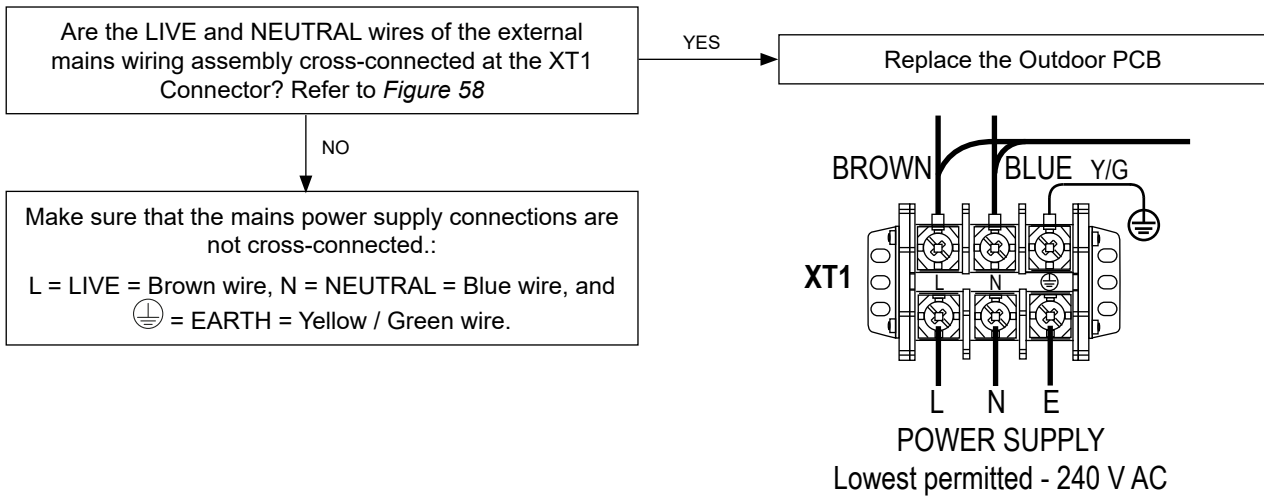 Are the LIVE and NEUTRAL wires of the external
mains wiring assembly cross-connected at the XT1
Connector? Refer to Figure 58
YES
Replace the Outdoor PCB
NO
Make sure that the mains power supply connections are
not cross-connected.:
L = LIVE = Brown wire, N = NEUTRAL = Blue wire, and
⏚ = EARTH = Yellow / Green wire.
BROWN BLUE Y/G
XT1
L N ⏚
L N E
POWER SUPPLY
Lowest permitted - 240 V AC